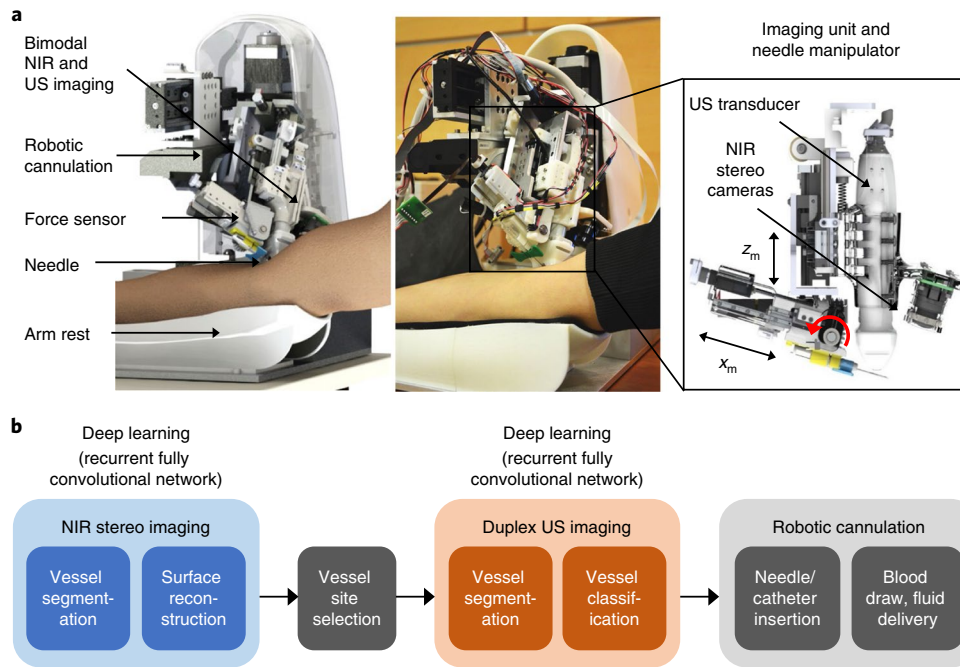 a
Bimodal
NIR and
US imaging
Robotic
cannulation
Force sensor
Needle
Arm rest
Imaging unit and
needle manipulator
US transducer
NIR
stereo
cameras
zm
xm
b
Deep learning
(recurrent fully
convolutional network)
NIR stereo imaging
Vessel
segment-
ation
Surface
recon-
struction
Vessel
site
selection
Deep learning
(recurrent fully
convolutional network)
Duplex US imaging
Vessel
segment-
ation
Vessel
classif-
ication
Robotic cannulation
Needle/
catheter
insertion
Blood
draw, fluid
delivery